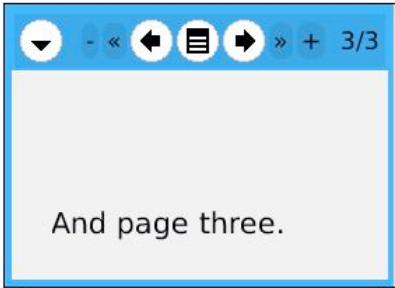 - « » + 3/3
And page three.